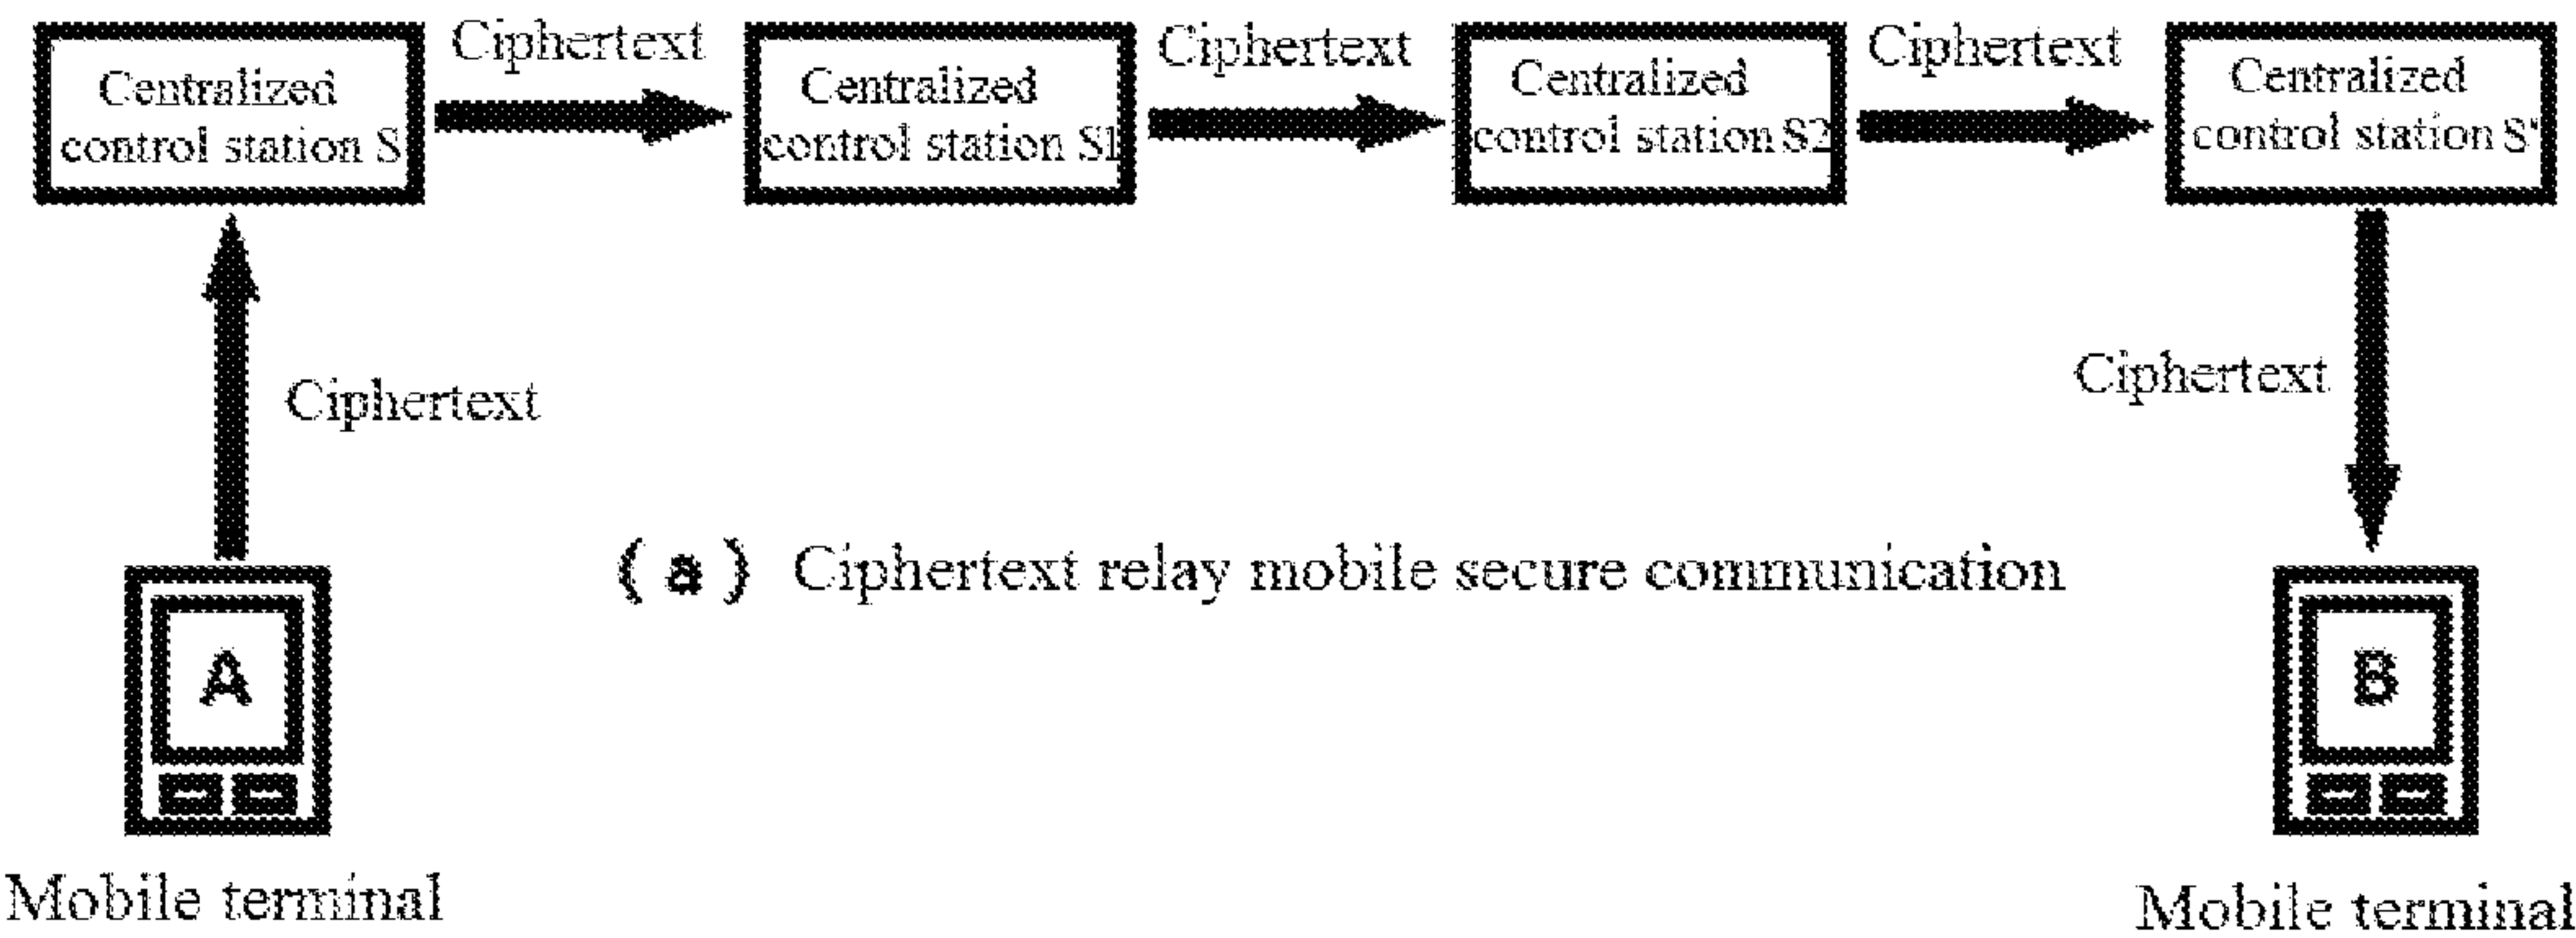 Centralized
control station S
Ciphertext
Centralized
control station S1
Ciphertext
Centralized
control station S2
Ciphertext
Centralized
control station S'
Ciphertext
Ciphertext
(a) Ciphertext relay mobile secure communication
A
B
Mobile terminal
Mobile terminal